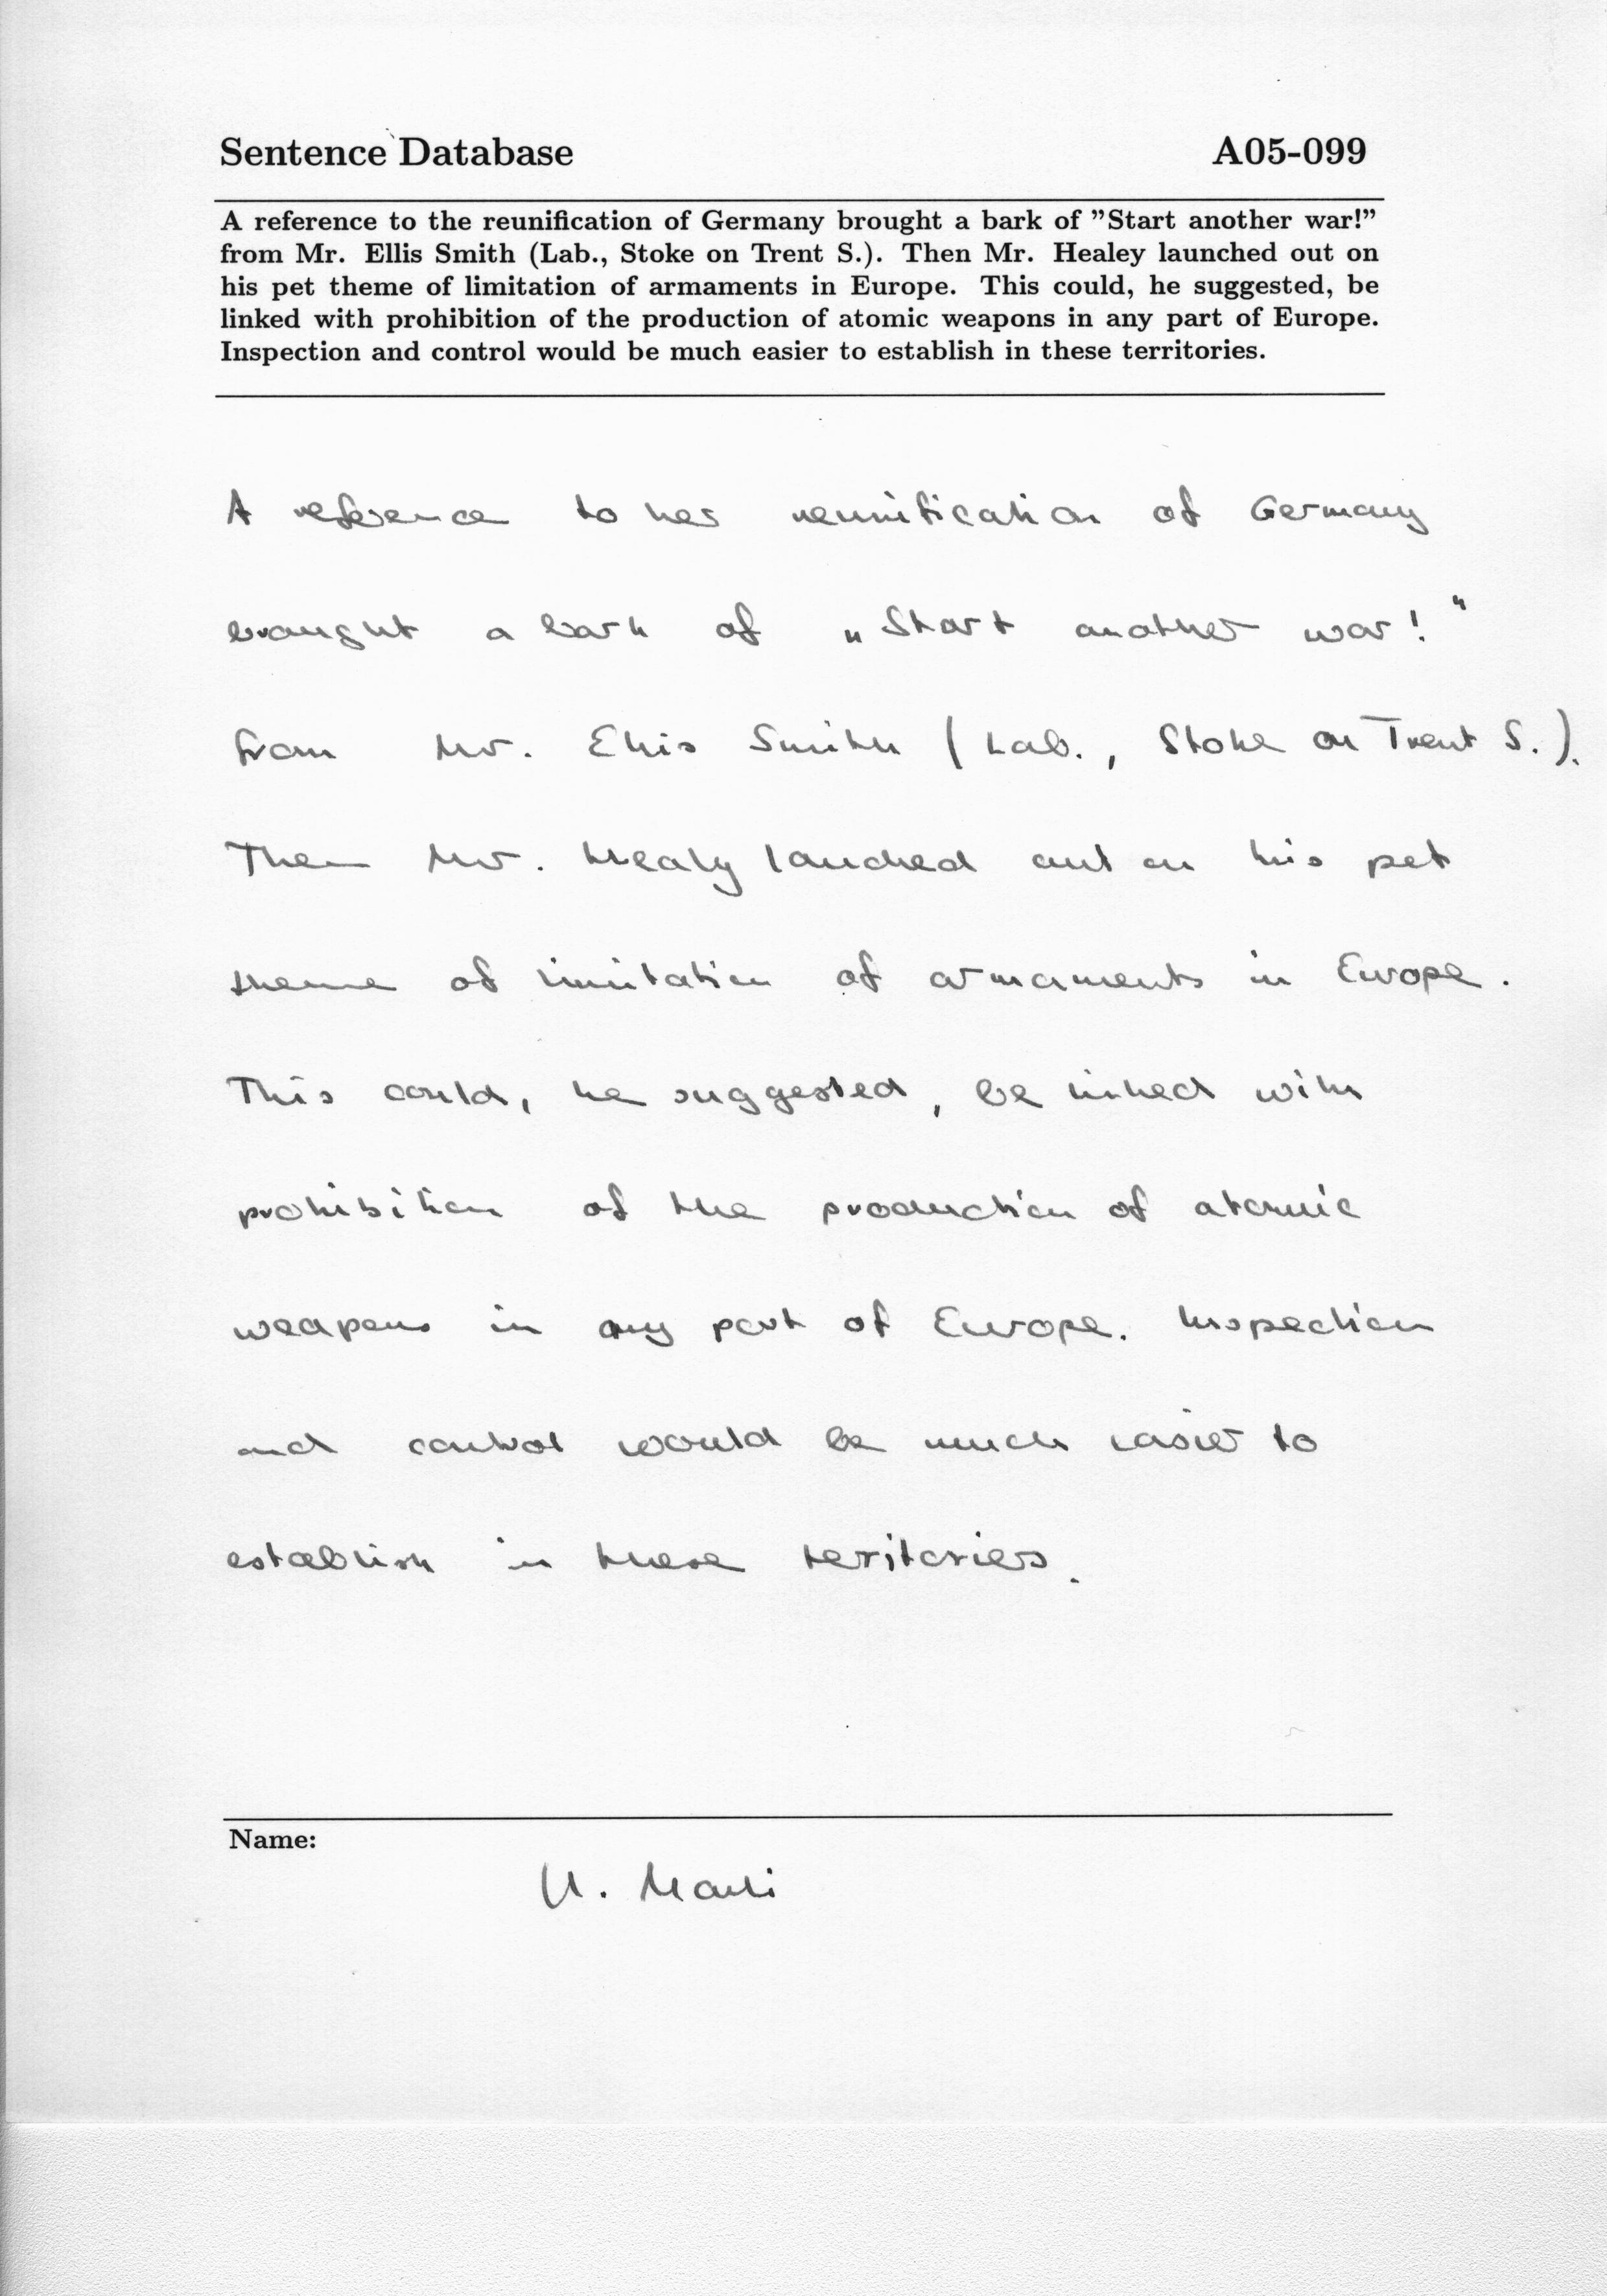 Sentence Database A05-099
A reference to the reunification of Germany brought a bark of ”Start another war!”
from Mr. Ellis Smith (Lab., Stoke on Trent S.). Then Mr. Healey launched out on
his pet theme of limitation of armaments in Europe. This could, he suggested, be
linked with prohibition of the production of atomic weapons in any part of Europe.
Inspection and control would be much easier to establish in these territories.
A reference to her reunification of Germany
brought a bark of „Start another war!“
from Mr. Ellis Smith (Lab., Stoke on Trent S.).
Then Mr. Healy lauched out on his pet
theme of limitation of armaments in Europe.
This could, he suggested, be linked with
prohibition of the production of atomic
weapons in any part of Europe. Inspection
and control would be much easier to
establish in these teritories.
Name:
U. Marti